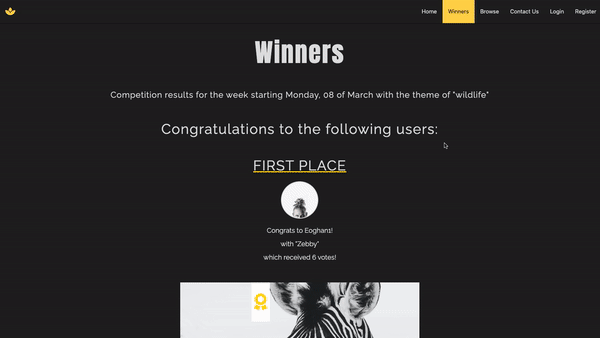 Home Winners Browse Contact Us Login Register
Winners
Competition results for the week starting Monday, 08 of March with the theme of "wildlife"
Congratulations to the following users:
FIRST PLACE
Congrats to Eoghan1!
with "Zebby"
which received 6 votes!